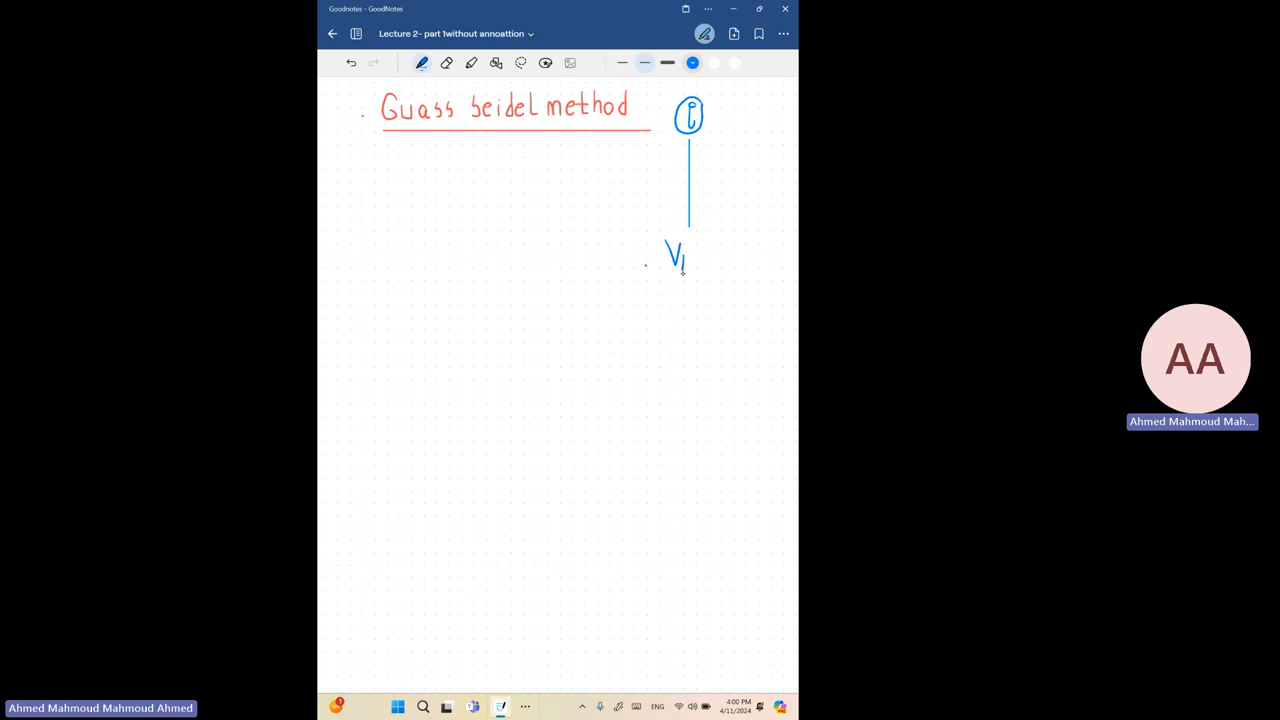 Goodnotes - GoodNotes
Lecture 2- part 1without annoattion
Guass seidel method
i
V1
AA
Ahmed Mahmoud Mah...
Ahmed Mahmoud Mahmoud Ahmed
1
ENG
4:00 PM
4/11/2024